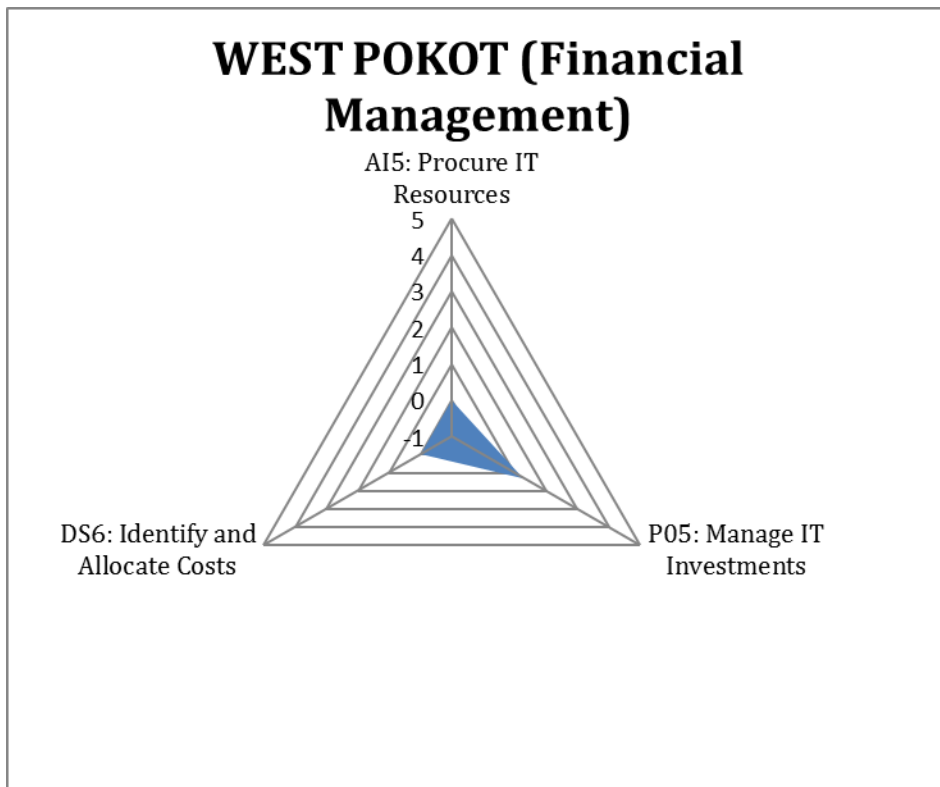 WEST POKOT (Financial
Management)
AI5: Procure IT
Resources
5
4
3
2
1
0
-1
DS6: Identify and
Allocate Costs
P05: Manage IT
Investments